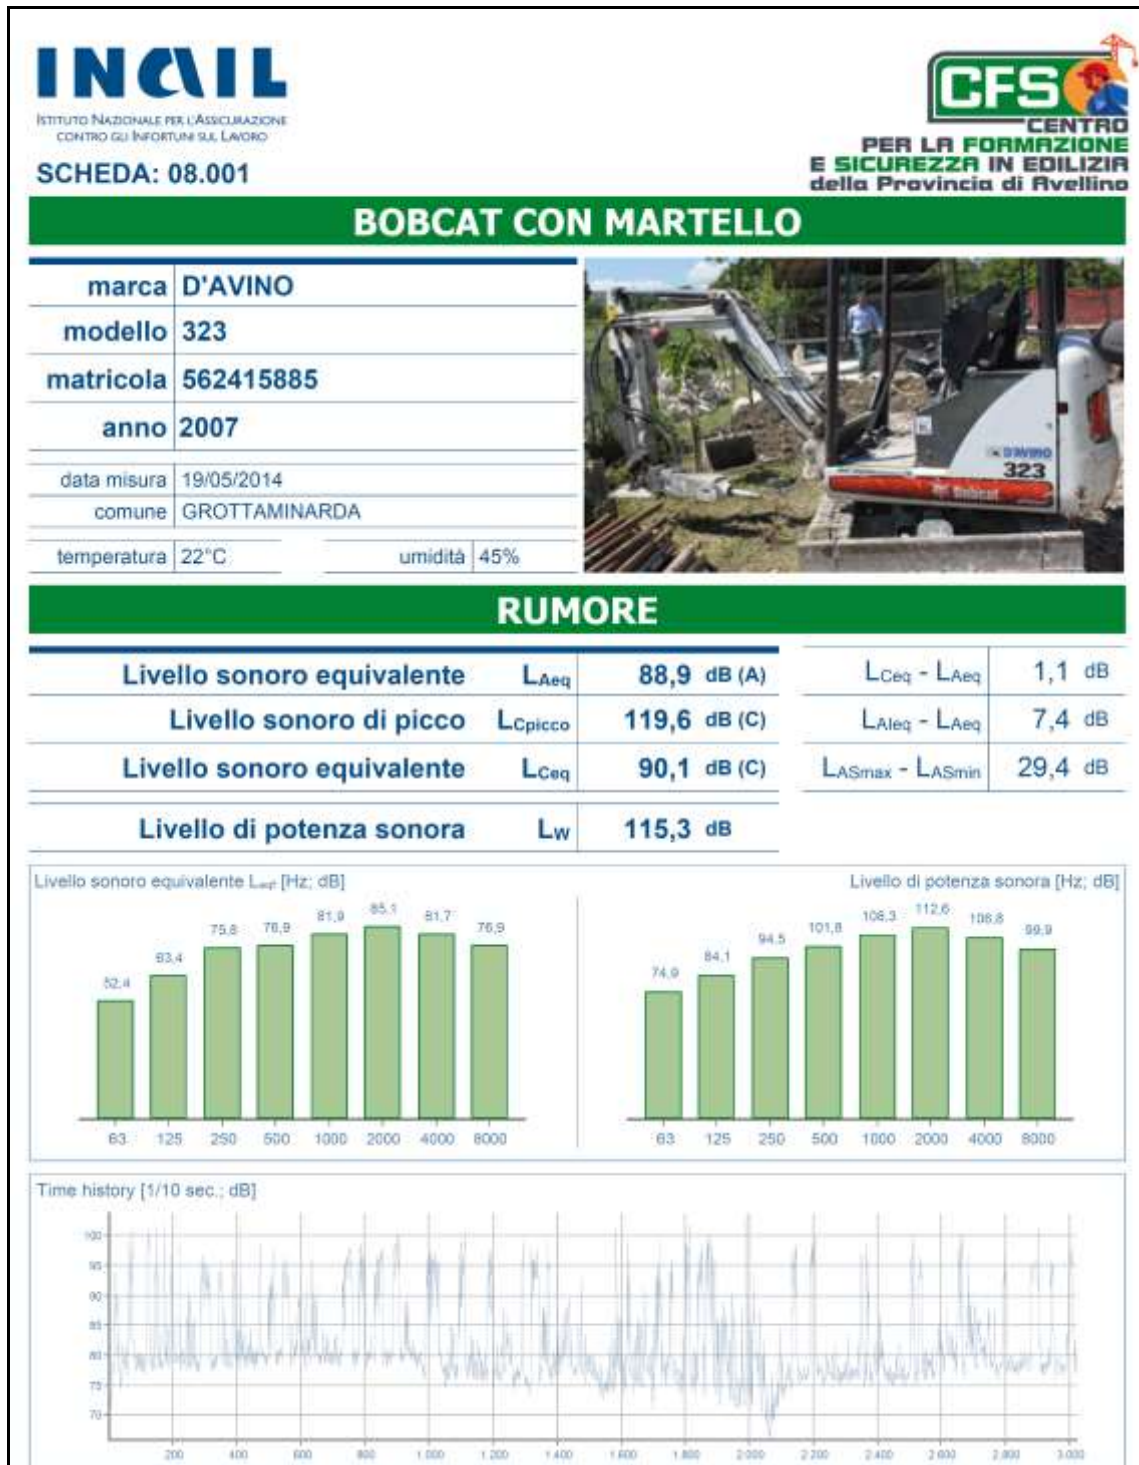 INAIL
ISTITUTO NAZIONALE PER L'ASSICURAZIONE
CONTRO GLI INFORTUNI SUL LAVORO
SCHEDA: 08.001
CFS
CENTRO
PER LA FORMAZIONE
E SICUREZZA IN EDILIZIA
della Provincia di Avellino
BOBCAT CON MARTELLO
marca D'AVINO
modello 323
matricola 562415885
anno 2007
data misura 19/05/2014
comune GROTTAMINARDA
temperatura 22°C umidità 45%
D'AVINO
323
Bobcat
RUMORE
Livello sonoro equivalente LAeq 88,9 dB (A) LCeq - LAeq 1,1 dB
Livello sonoro di picco LCpicco 119,6 dB (C) LAIeq - LAeq 7,4 dB
Livello sonoro equivalente LCeq 90,1 dB (C) LASmax - LASmin 29,4 dB
Livello di potenza sonora LW 115,3 dB
Livello sonoro equivalente [Hz; dB]
52,4 63,4 75,8 76,9 81,9 85,1 81,7 76,9
63 125 250 500 1000 2000 4000 8000
Livello di potenza sonora [Hz; dB]
74,9 84,1 94,5 101,8 112,6 106,8 99,9
63 125 250 500 1000 2000 4000 8000
Time history [1/10 sec.; dB]
100
95
90
85
80
75
70
200 400 600 800 1.000 1.200 1.400 1.600 1.800 2.000 2.200 2.400 2.600 2.800 3.000